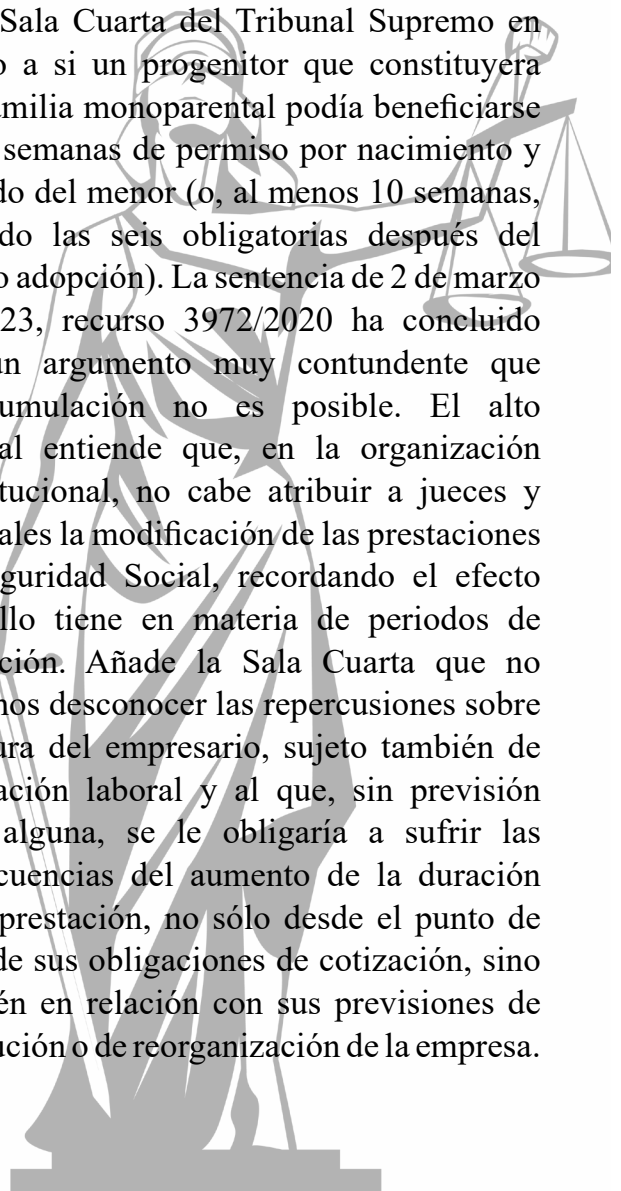 Sala Cuarta del Tribunal Supremo en
o a si un progenitor que constituyera
amilia monoparental podía beneficiarse
semanas de permiso por nacimiento y
do del menor (o, al menos 10 semanas,
do las seis obligatorias después del
o adopción). La sentencia de 2 de marzo
23, recurso 3972/2020 ha concluido
un argumento muy contundente que
umulación no es posible. El alto
al entiende que, en la organización
tucional, no cabe atribuir a jueces y
ales la modificación de las prestaciones
eguridad Social, recordando el efecto
llo tiene en materia de periodos de
ción. Añade la Sala Cuarta que no
mos desconocer las repercusiones sobre
ura del empresario, sujeto también de
ación laboral y al que, sin previsión
alguna, se le obligaría a sufrir las
cuencias del aumento de la duración
prestación, no sólo desde el punto de
de sus obligaciones de cotización, sino
én en relación con sus previsiones de
ución o de reorganización de la empresa.